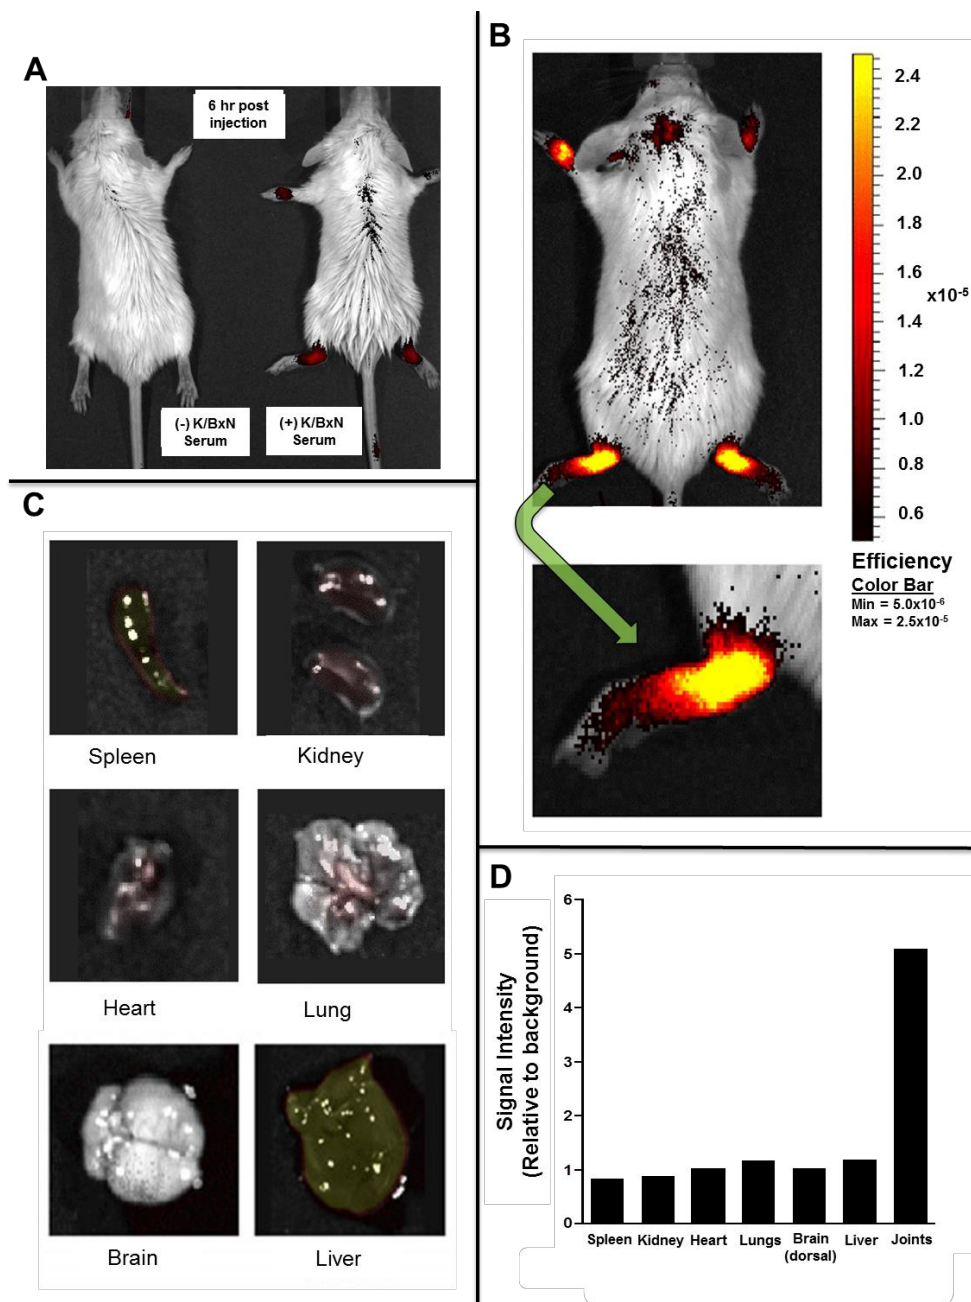 A
6 hr post
injection
(-) K/BxN
Serum
(+) K/BxN
Serum
B
2.4
2.2
2.0
1.8
1.6
x10⁻⁵
1.4
1.2
1.0
0.8
0.6
Efficiency
Color Bar
Min = 5.0x10⁻⁶
Max = 2.5x10⁻⁵
C
Spleen
Kidney
Heart
Lung
Brain
Liver
D
Signal Intensity
(Relative to background)
6
5
4
3
2
1
0
Spleen Kidney Heart Lungs Brain Liver Joints
(dorsal)